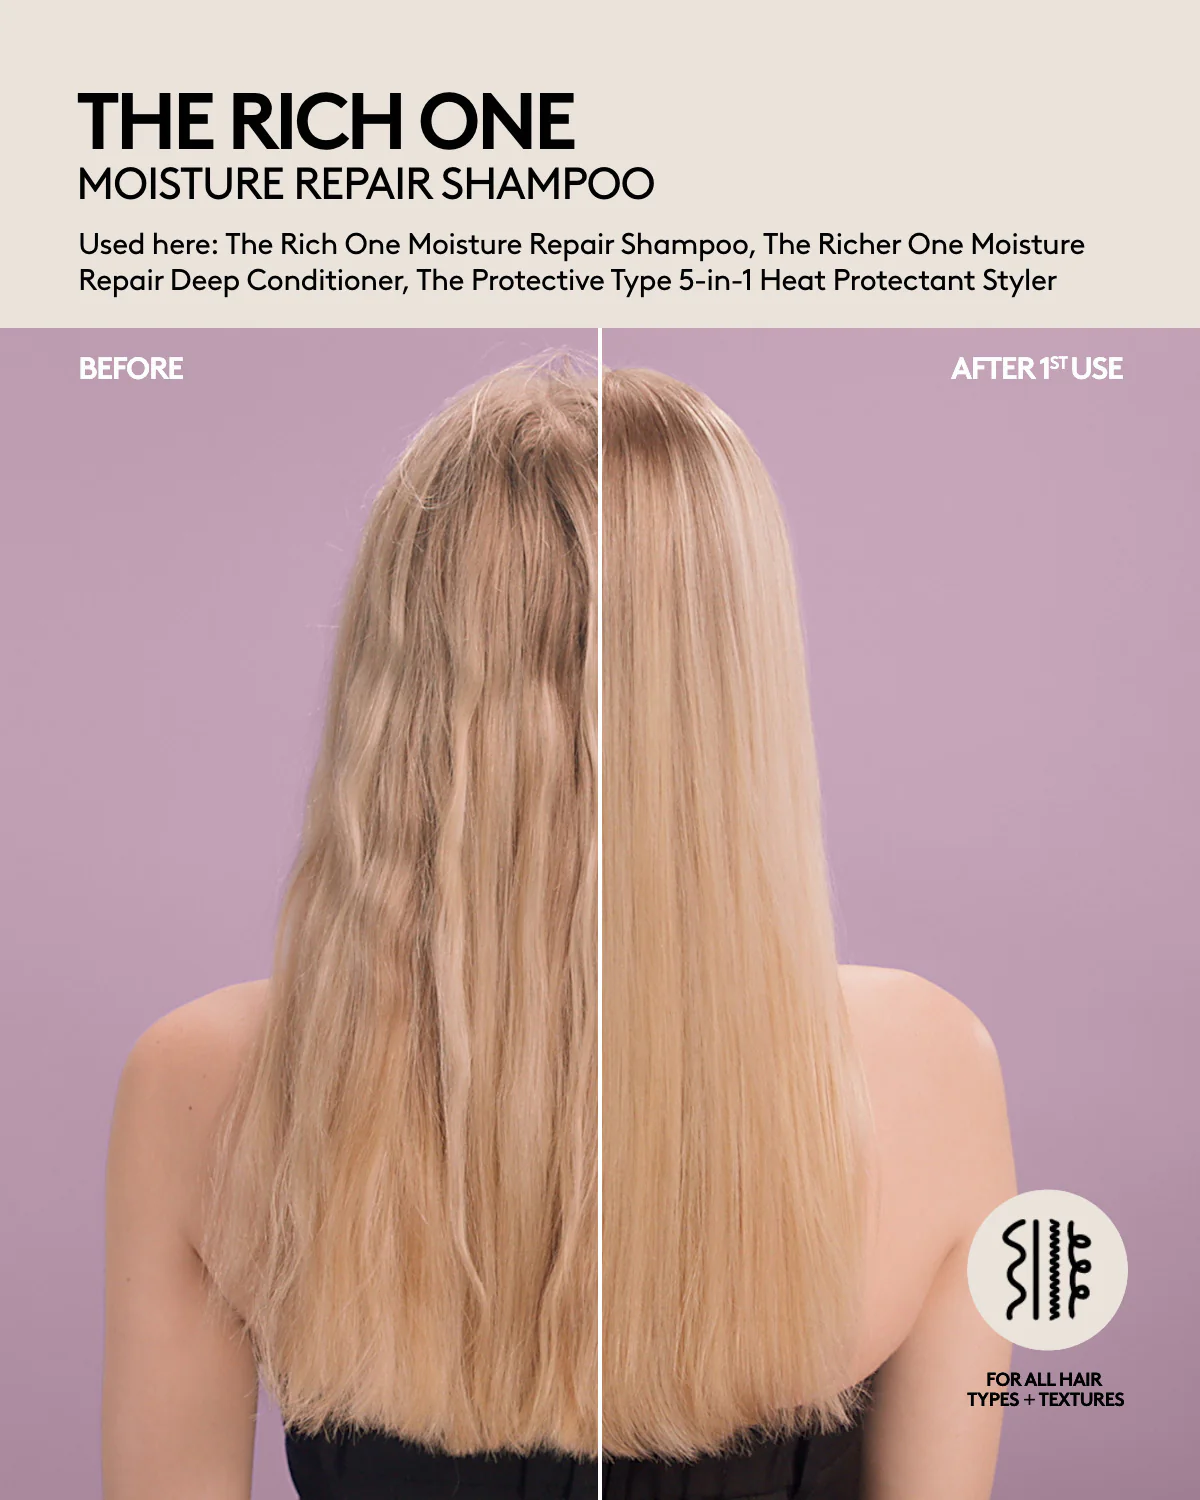 THE RICH ONE
MOISTURE REPAIR SHAMPOO
Used here: The Rich One Moisture Repair Shampoo, The Richer One Moisture
Repair Deep Conditioner, The Protective Type 5-in-1 Heat Protectant Styler
BEFORE
AFTER 1ST USE
FOR ALL HAIR
TYPES + TEXTURES